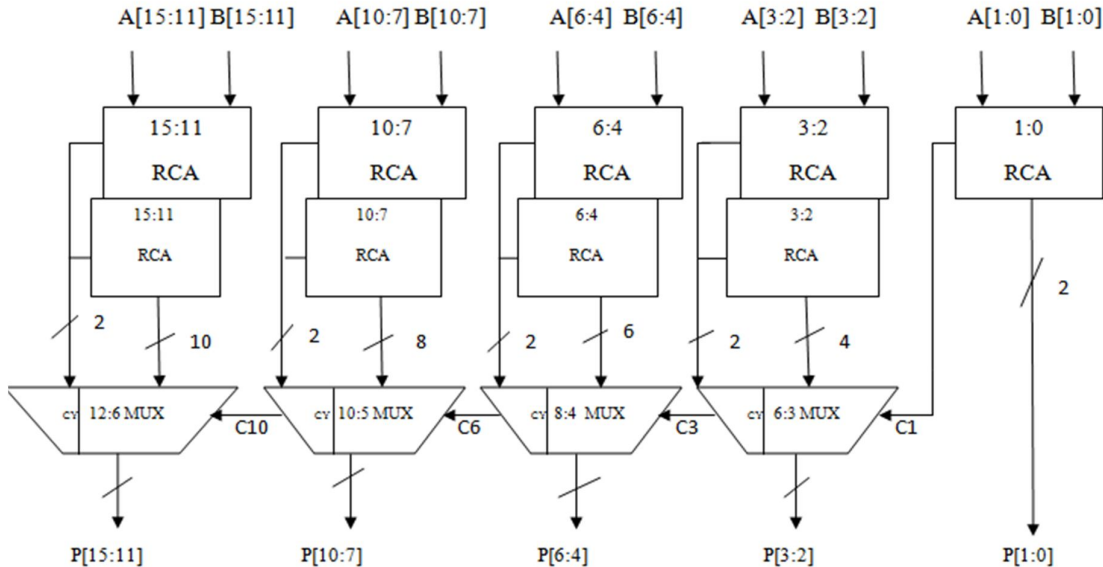 A[15:11] B[15:11] A[10:7] B[10:7] A[6:4] B[6:4] A[3:2] B[3:2] A[1:0] B[1:0]
15:11 10:7 6:4 3:2 1:0
RCA RCA RCA RCA RCA
15:11 10:7 6:4 3:2
RCA RCA RCA RCA
2 10 2 8 2 6 2 4 2
CY 12:6 MUX C10 CY 10:5 MUX C6 CY 8:4 MUX C3 CY 6:3 MUX C1
P[15:11] P[10:7] P[6:4] P[3:2] P[1:0]